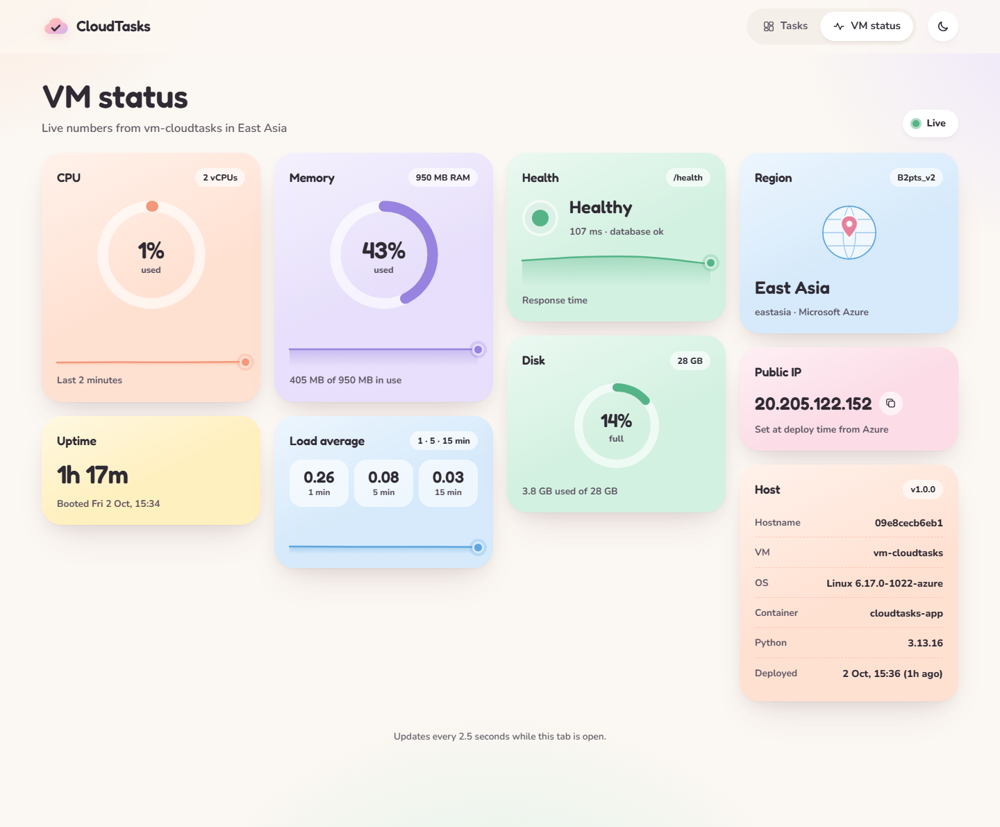 CloudTasks
Tasks
VM status
VM status
Live numbers from vm-cloudtasks in East Asia
Live
CPU
2 vCPUs
1%
used
Last 2 minutes
Memory
950 MB RAM
43%
used
405 MB of 950 MB in use
Health
/health
Healthy
107 ms · database ok
Response time
Region
B2pts_v2
East Asia
eastasia · Microsoft Azure
Uptime
1h 17m
Booted Fri 2 Oct, 15:34
Load average
1 · 5 · 15 min
0.26
1 min
0.08
5 min
0.03
15 min
Disk
28 GB
14%
full
3.8 GB used of 28 GB
Public IP
20.205.122.152
Set at deploy time from Azure
Host
v1.0.0
Hostname 09e8cecb6eb1
VM vm-cloudtasks
OS Linux 6.17.0-1022-azure
Container cloudtasks-app
Python 3.13.16
Deployed 2 Oct, 15:36 (1h ago)
Updates every 2.5 seconds while this tab is open.